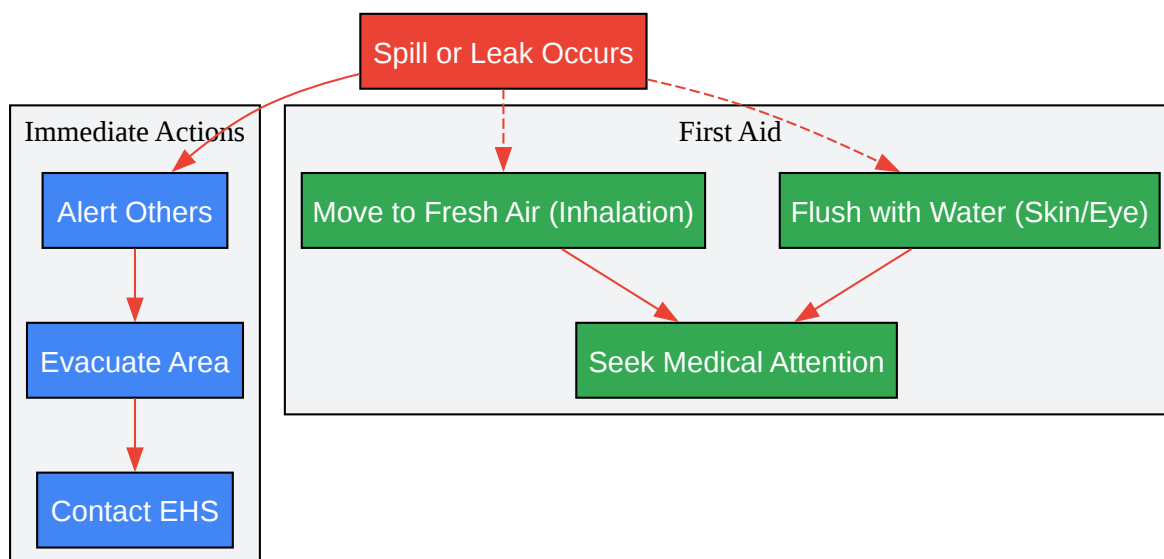 Spill or Leak Occurs
Immediate Actions
Alert Others
Evacuate Area
Contact EHS
First Aid
Move to Fresh Air (Inhalation)
Flush with Water (Skin/Eye)
Seek Medical Attention